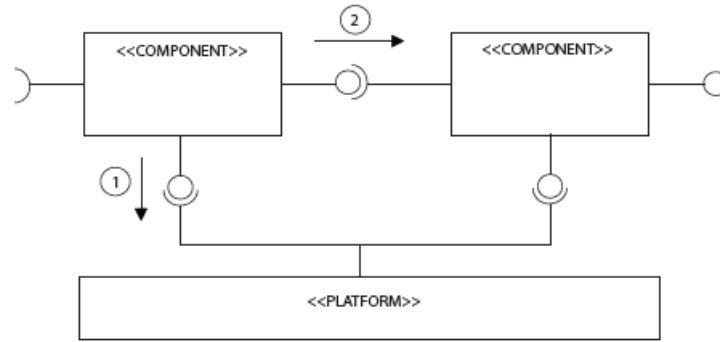 2
<<COMPONENT>>
<<COMPONENT>>
1
<<PLATFORM>>